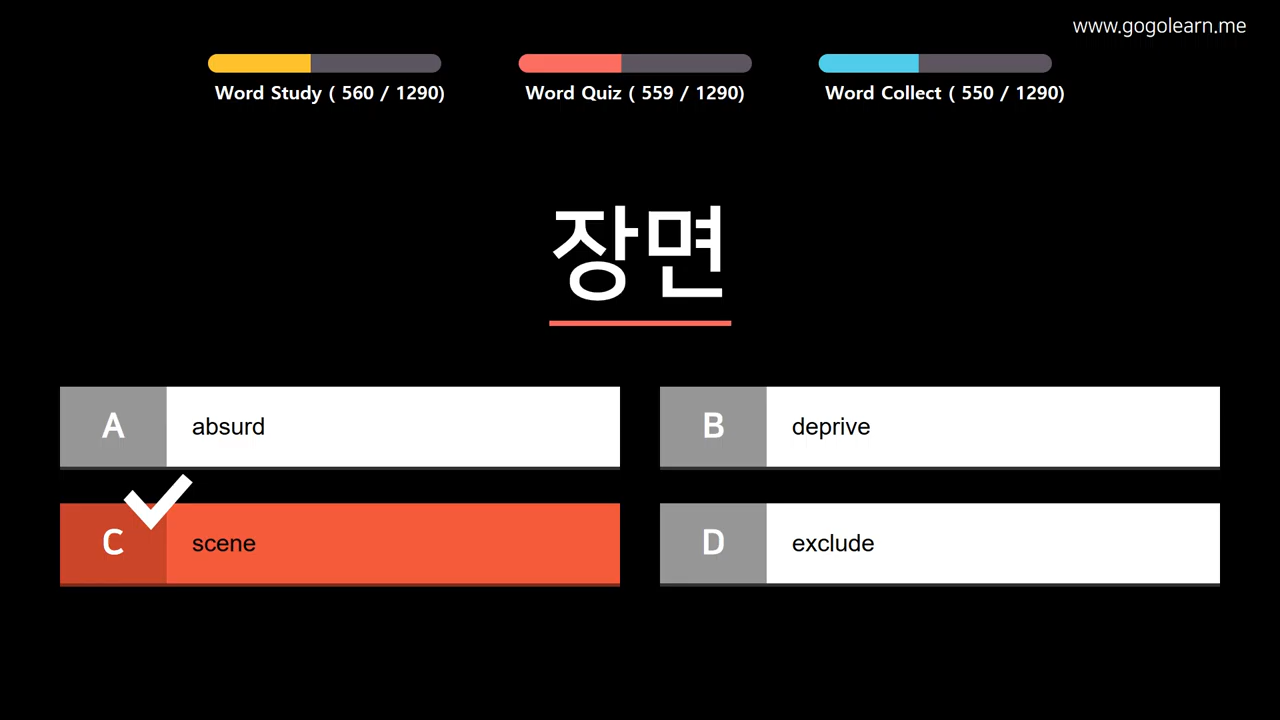 www.gogolearn.me
Word Study ( 560 / 1290)
Word Quiz ( 559 / 1290)
Word Collect ( 550 / 1290)
장면
A absurd
B deprive
C scene
D exclude